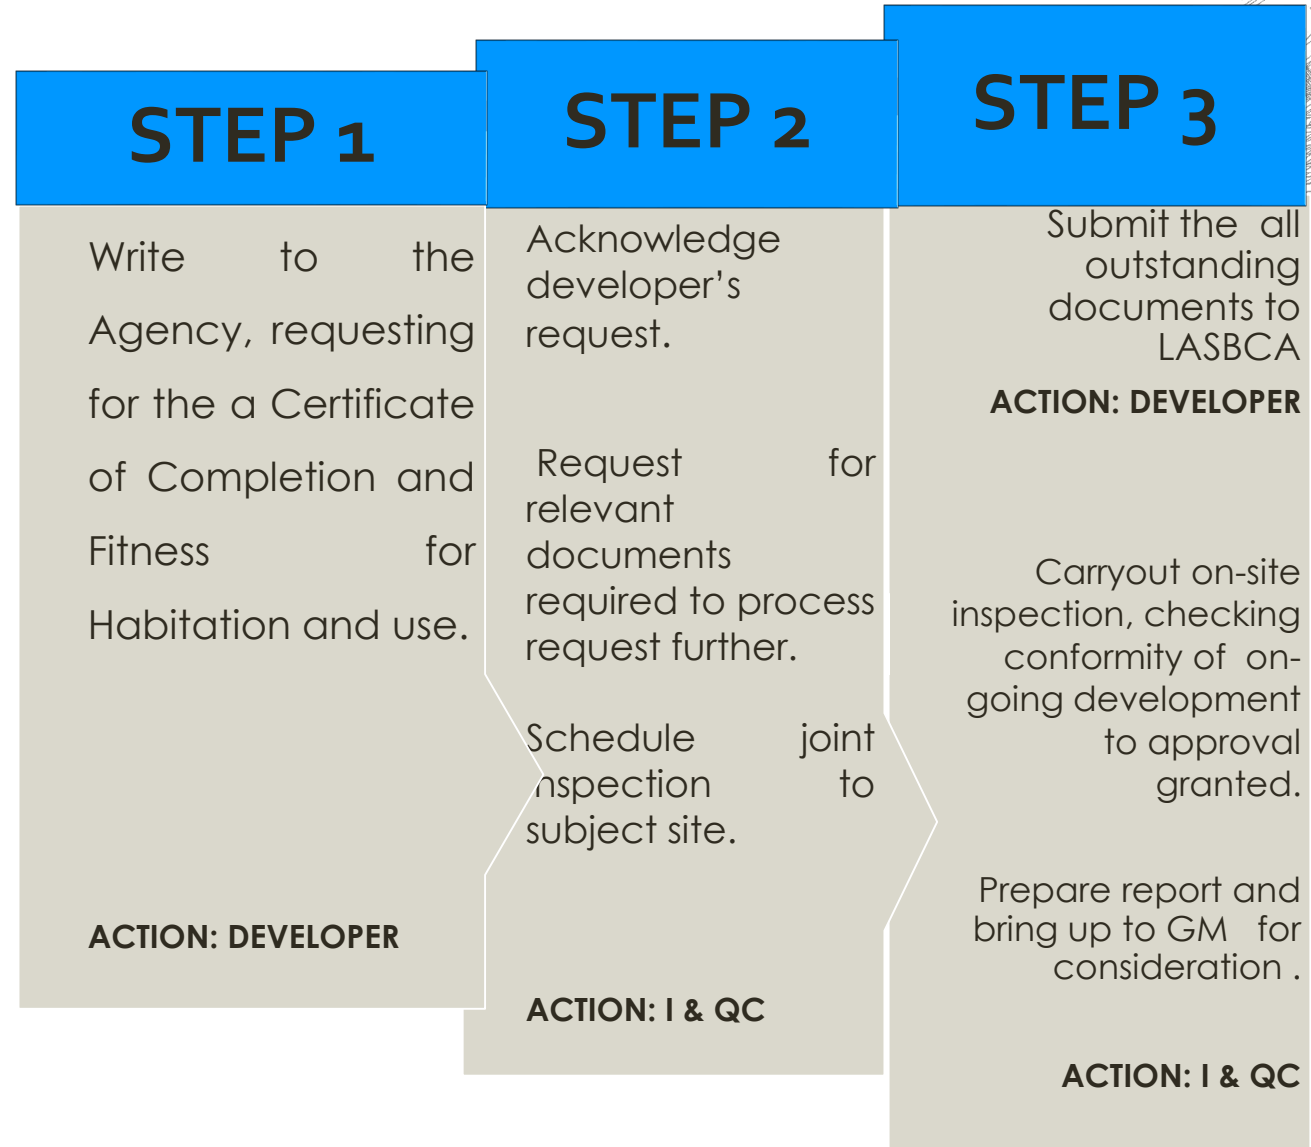 STEP 1
Write to the
Agency, requesting
for the a Certificate
of Completion and
Fitness for
Habitation and use.
ACTION: DEVELOPER
STEP 2
Acknowledge
developer’s
request.
Request for
relevant
documents
required to process
request further.
Schedule joint
inspection to
subject site.
ACTION: I & QC
STEP 3
Submit the all
outstanding
documents to
LASBCA
ACTION: DEVELOPER
Carryout on-site
inspection, checking
conformity of on-
going development
to approval
granted.
Prepare report and
bring up to GM for
consideration .
ACTION: I & QC